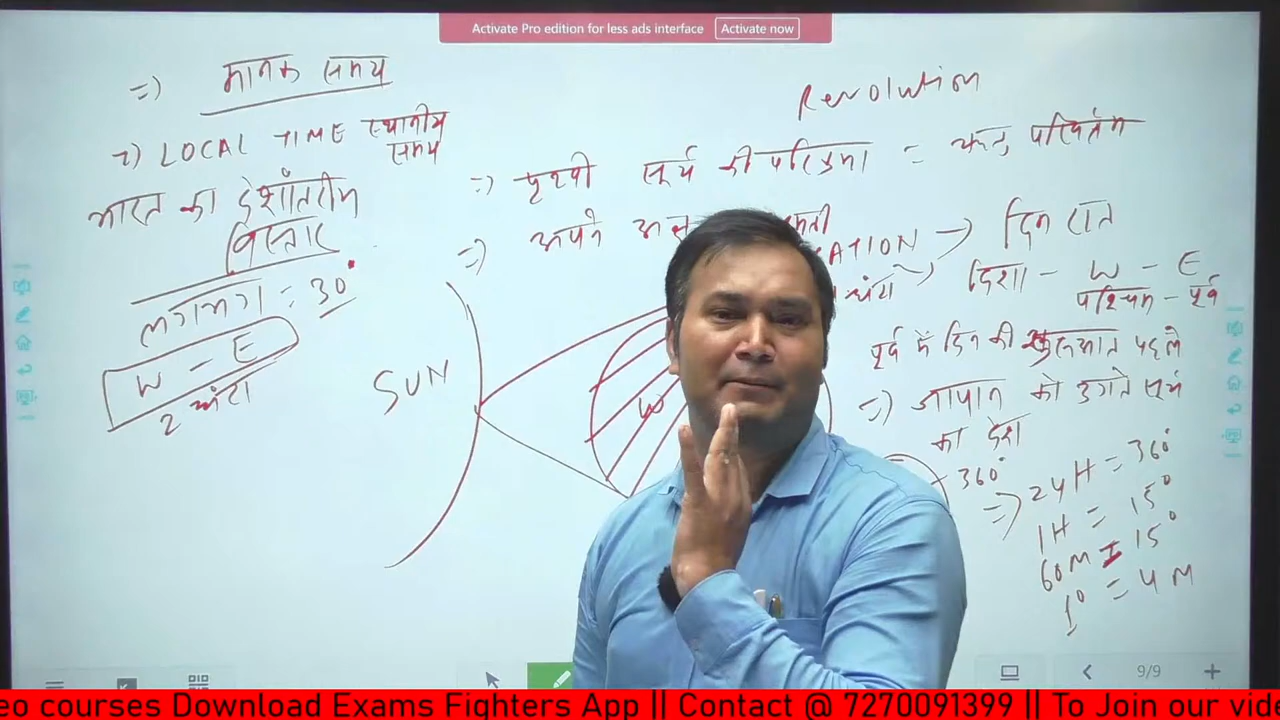 Activate Pro edition for less ads interface Activate now
=) मानक समय
2) LOCAL TIME स्थानीय
समय
भारत का देशांतरीय
विस्तार
लगभग = 30°
W - E
2 घंटा
Revolution
=) पृथ्वी सूर्य की परिक्रमा = ऋतु परिवर्तन
=) अपने
ATION → दिन रात
घंटा
दिशा - W - E
पश्चिम - पूर्व
पूर्व में दिन की शुरुआत पहले
=) जापान को उगते सूर्य
का देश
SUN
W
360°
=) 24H = 360°
1H = 15°
60M = 15°
1° = 4M
9/9
eo courses Download Exams Fighters App || Contact @ 7270091399 || To Join our vide